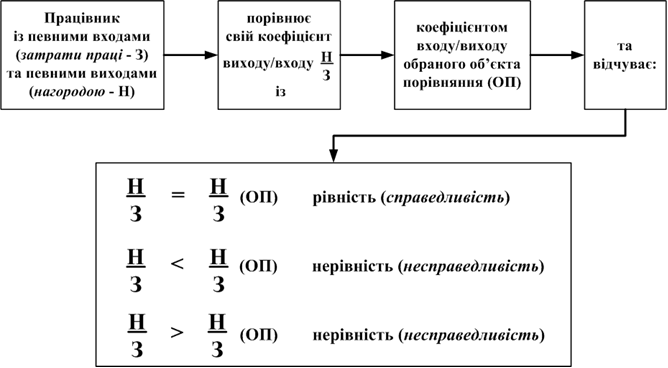 Працівник
із певними входами
(затрати праці - З)
та певними виходами
(нагородою - Н)
порівнює
свій коефіцієнт
виходу/входу Н/З
із
коефіцієнтом
входу/виходу
обраного об’єкта
порівняння (ОП)
та
відчуває:
Н/З = Н/З (ОП) рівність (справедливість)
Н/З < Н/З (ОП) нерівність (несправедливість)
Н/З > Н/З (ОП) нерівність (несправедливість)